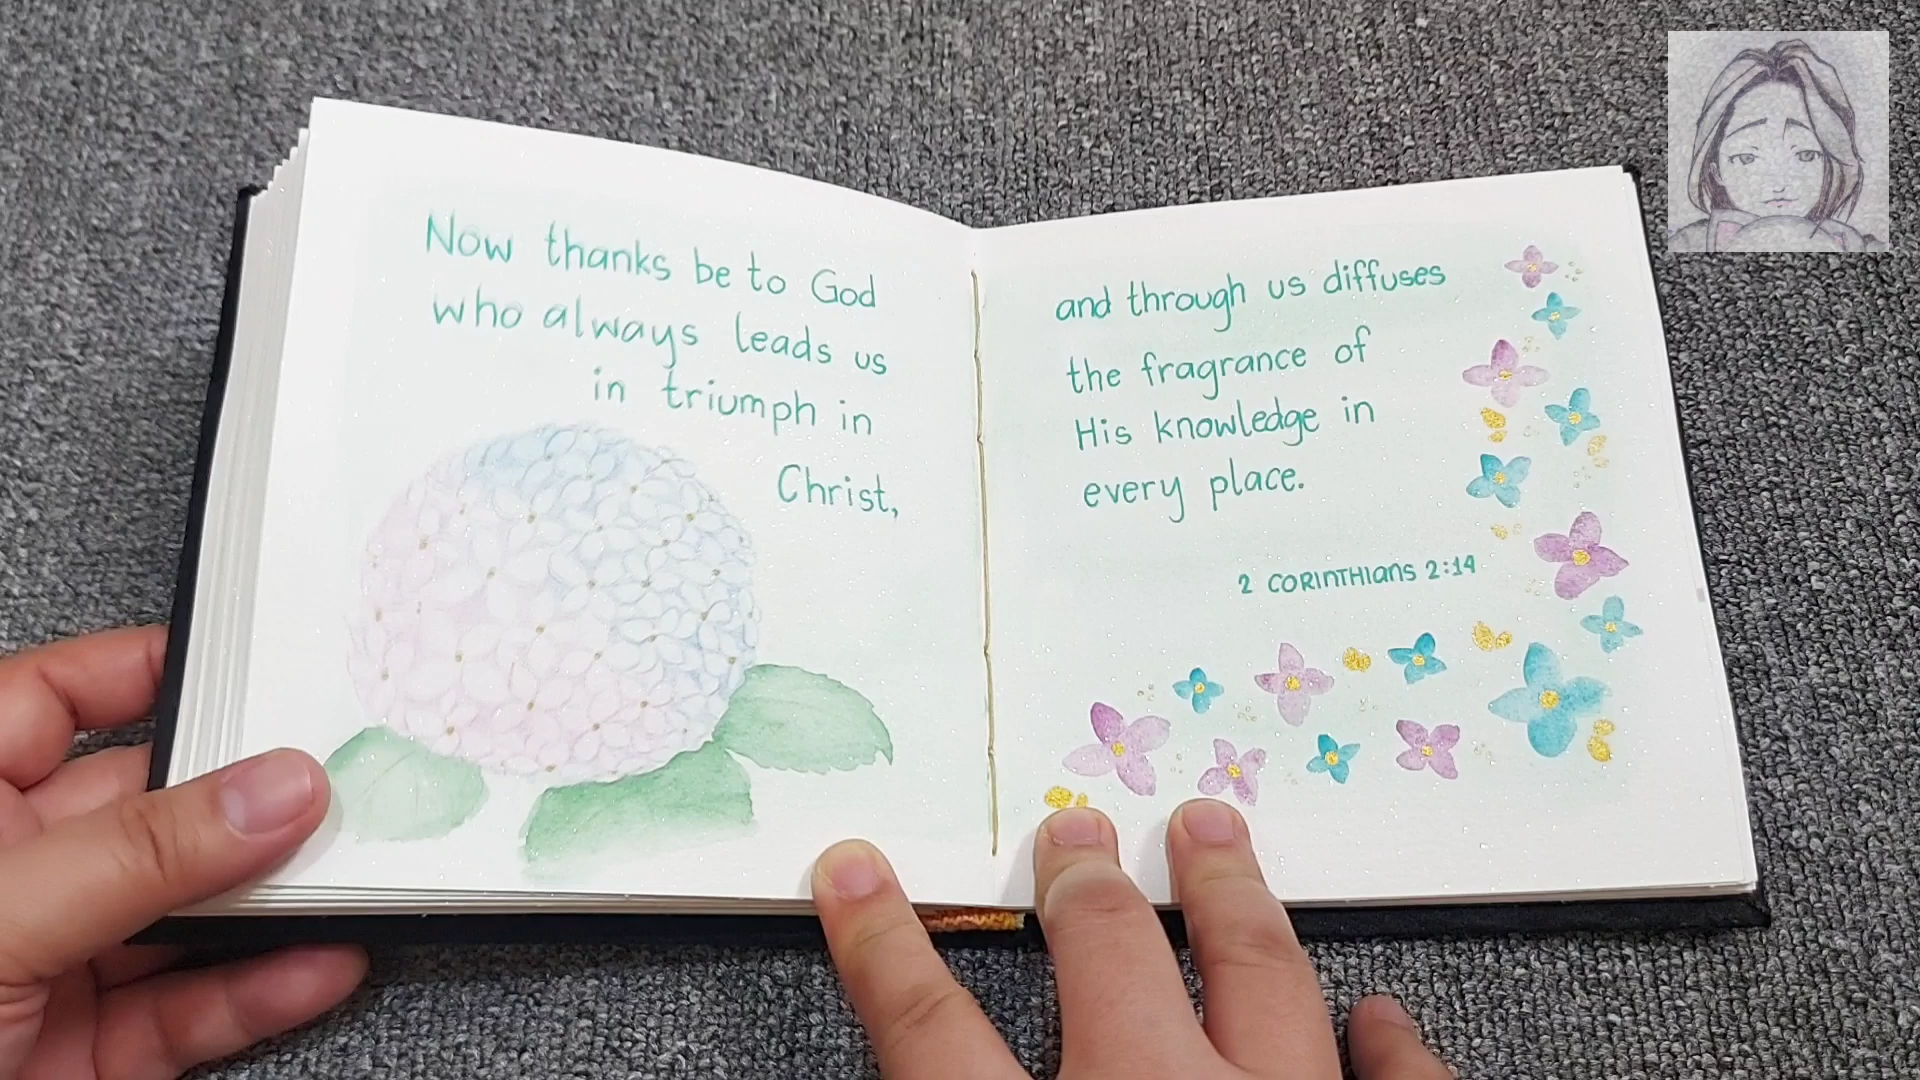 Now thanks be to God
who always leads us
in triumph in
Christ,
and through us diffuses
the fragrance of
His knowledge in
every place.
2 CORINTHIans 2:14